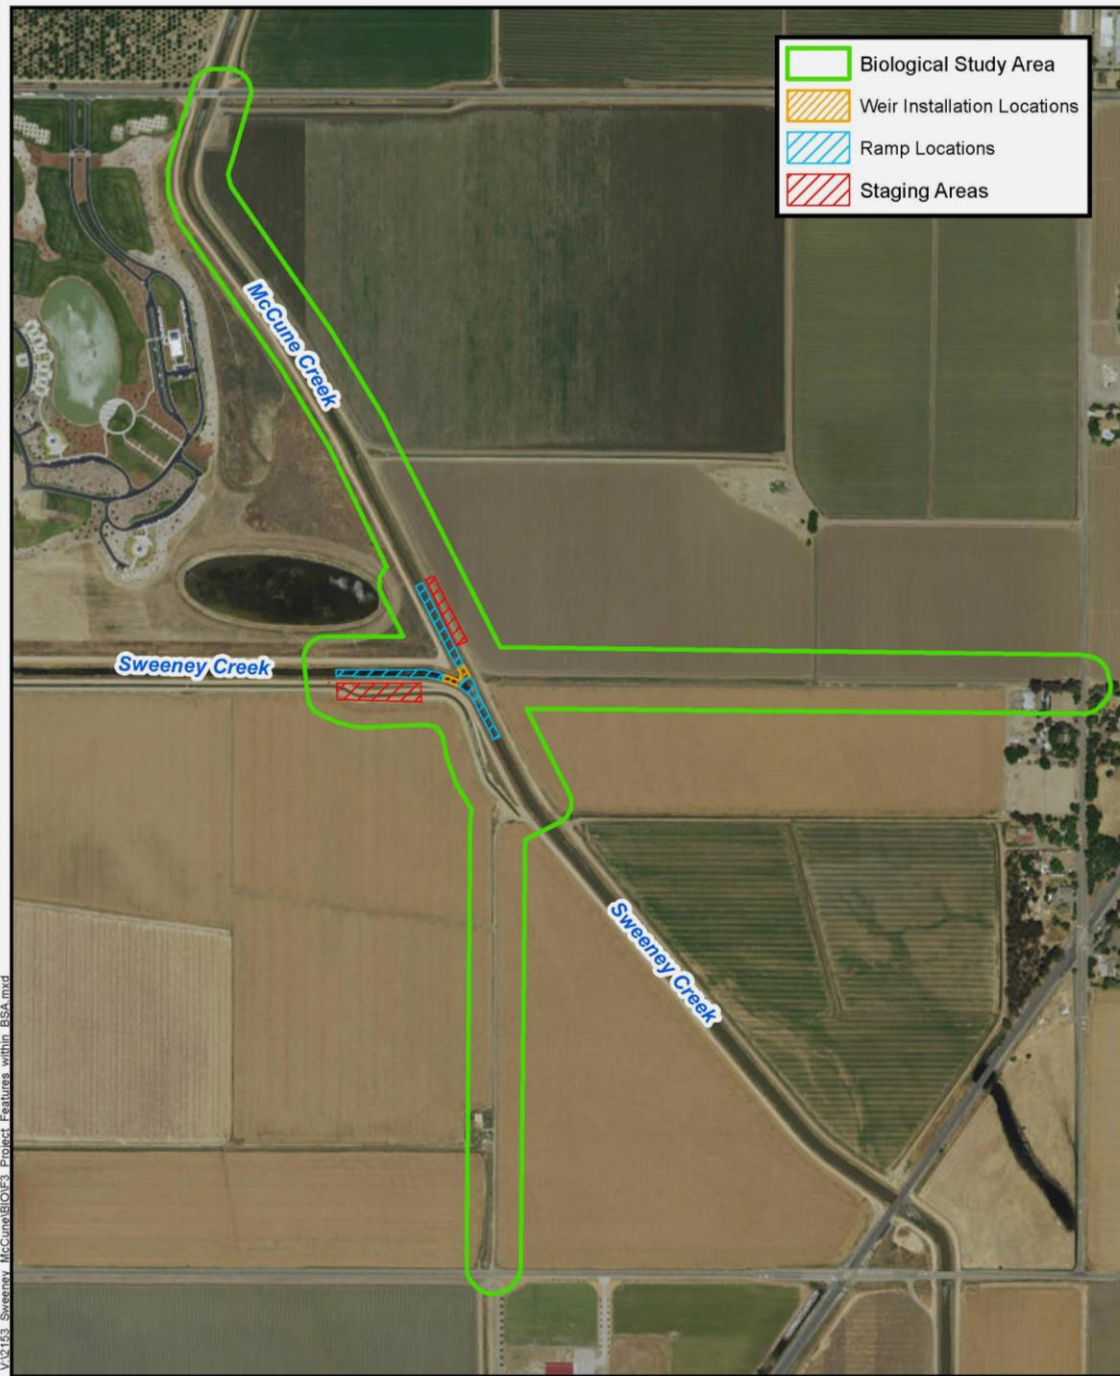 Biological Study Area
Weir Installation Locations
Ramp Locations
Staging Areas
McCune Creek
Sweeney Creek
Sweeney Creek
V:\2153_Sweeney_McCune\BIO\F3_Project_Features_within_BSA.mxd